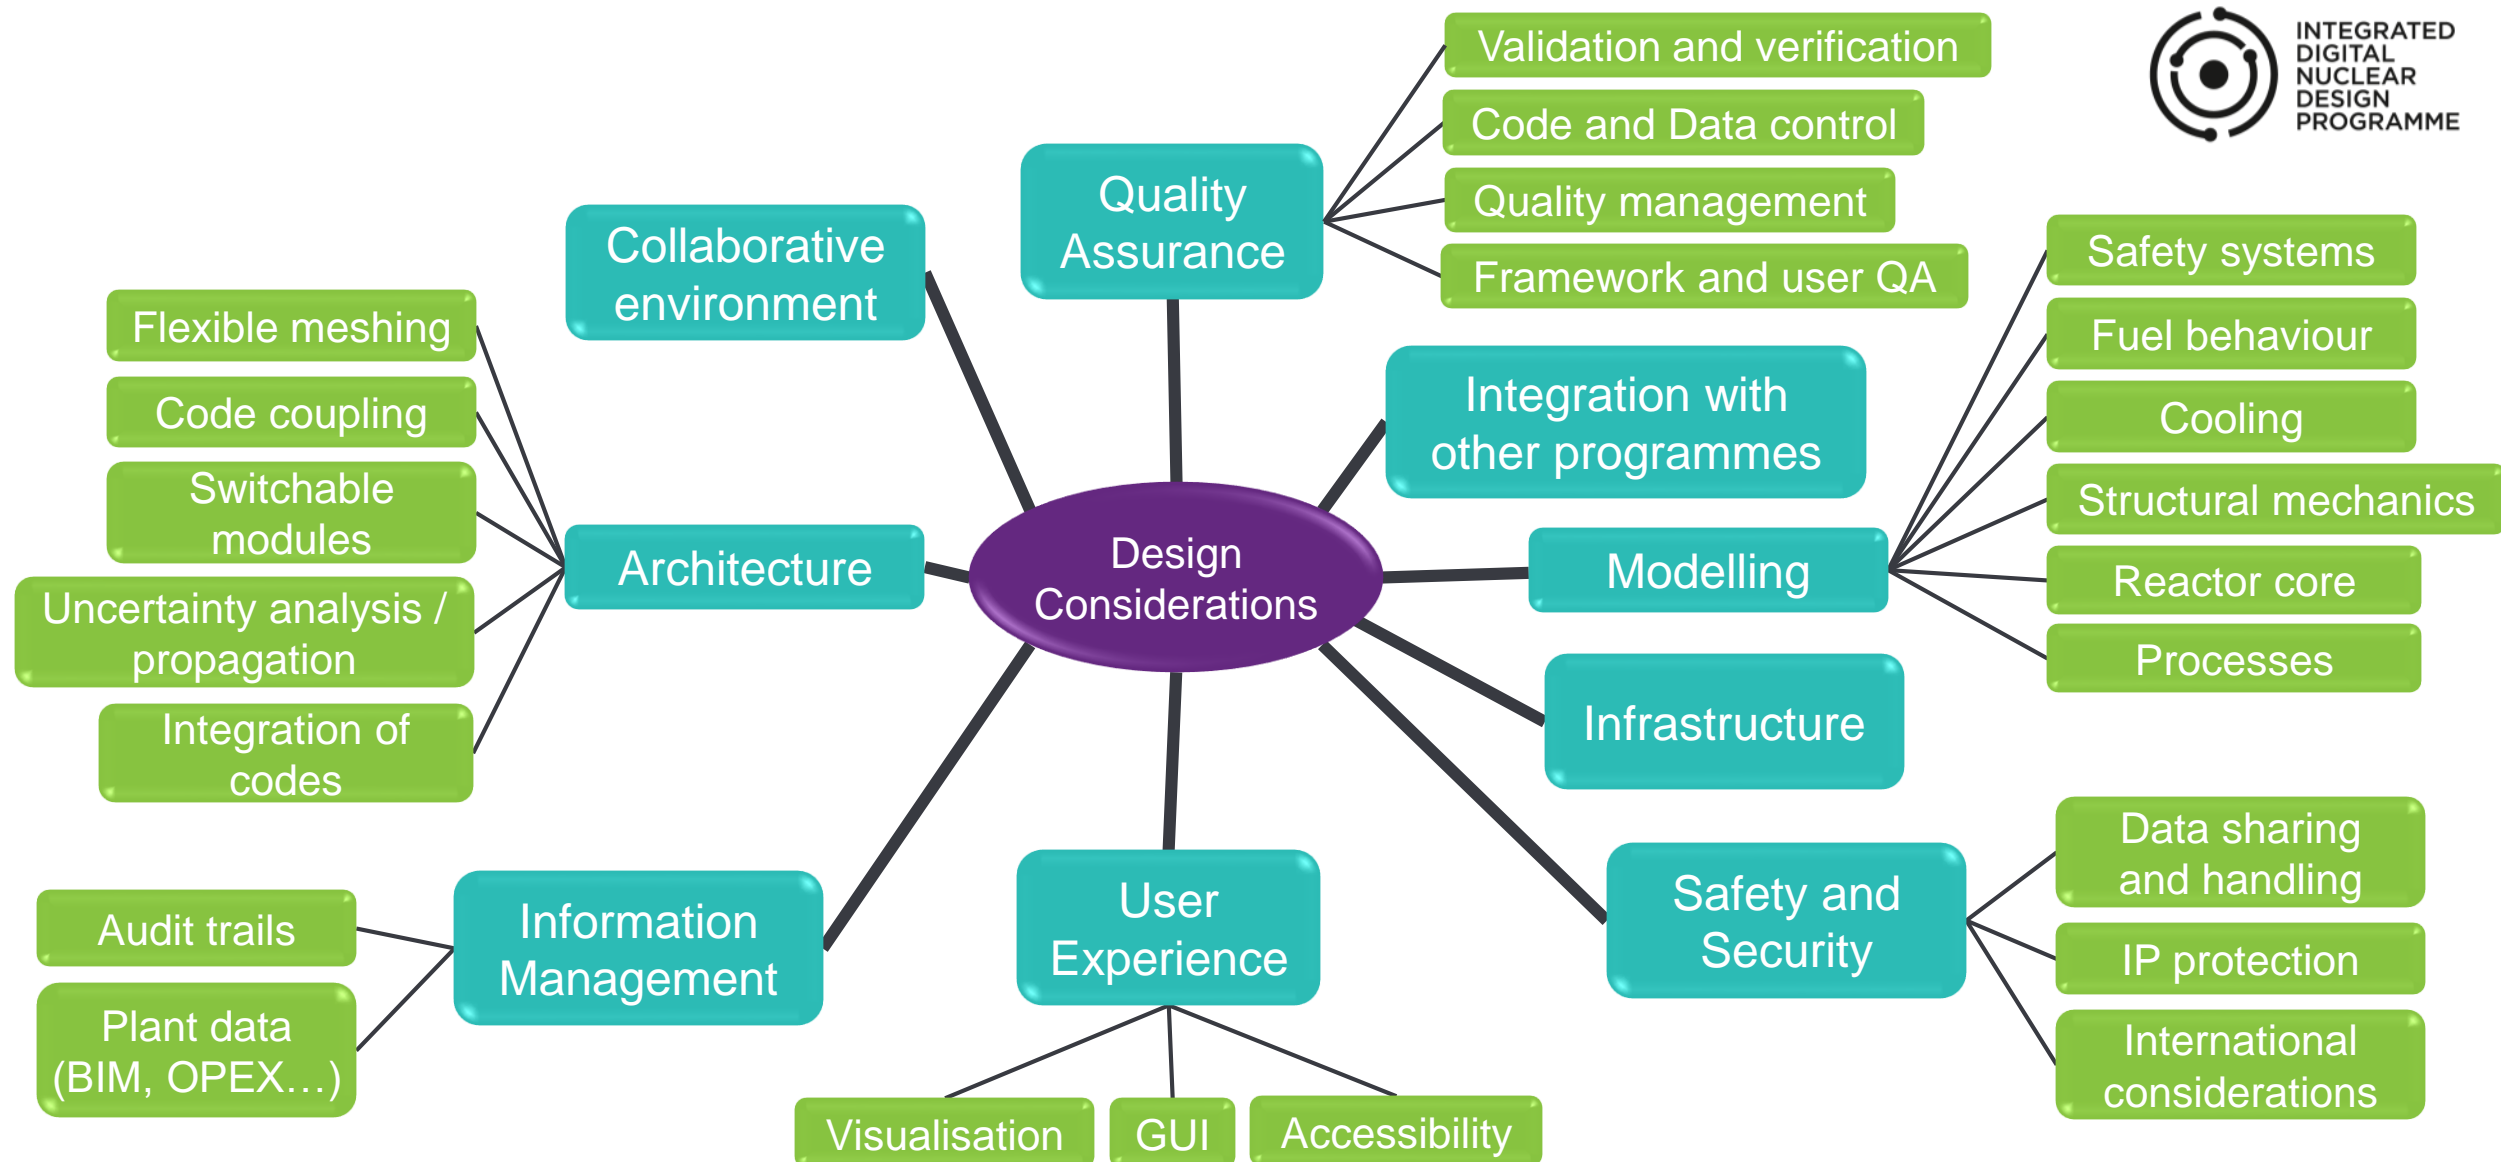 INTEGRATED
DIGITAL
NUCLEAR
DESIGN
PROGRAMME
Validation and verification
Code and Data control
Quality management
Framework and user QA
Quality
Assurance
Collaborative
environment
Integration with
other programmes
Safety systems
Fuel behaviour
Cooling
Structural mechanics
Reactor core
Processes
Flexible meshing
Code coupling
Switchable
modules
Uncertainty analysis /
propagation
Integration of
codes
Architecture
Design
Considerations
Modelling
Infrastructure
Information
Management
Audit trails
Plant data
(BIM, OPEX…)
User
Experience
Visualisation
GUI
Accessibility
Safety and
Security
Data sharing
and handling
IP protection
International
considerations